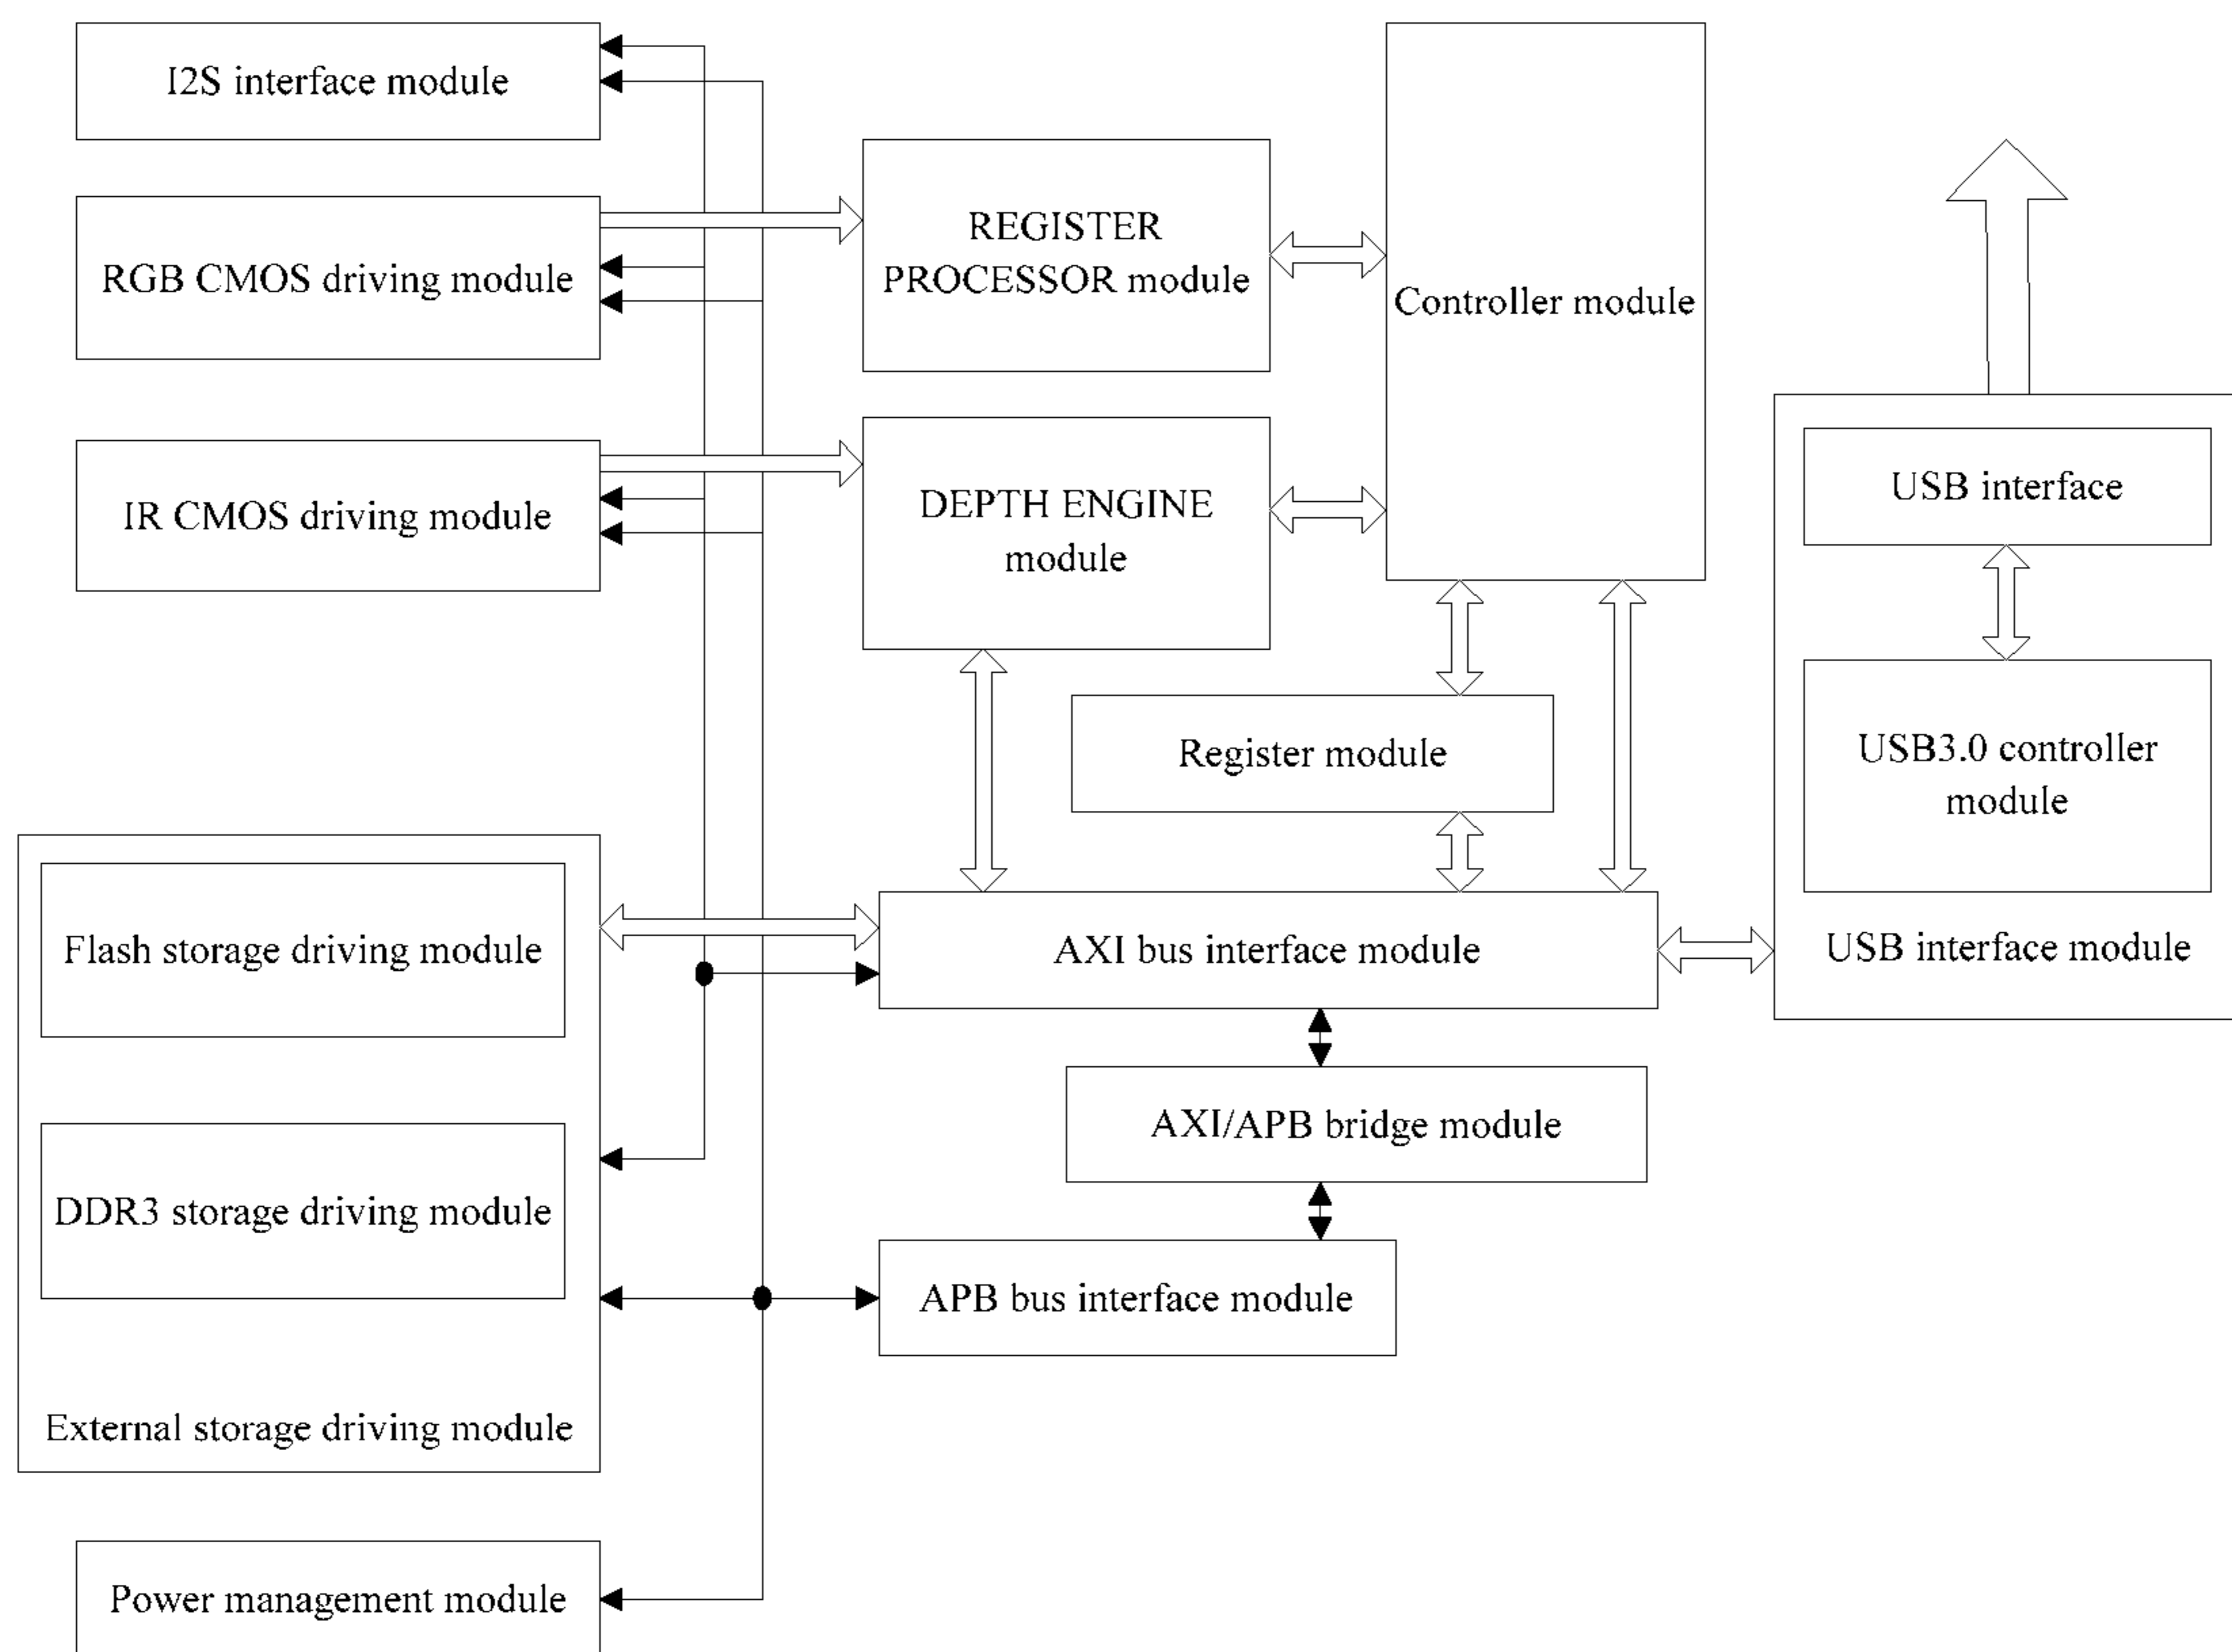 I2S interface module
RGB CMOS driving module
IR CMOS driving module
REGISTER
PROCESSOR module
DEPTH ENGINE
module
Controller module
Register module
USB interface
USB3.0 controller
module
USB interface module
Flash storage driving module
DDR3 storage driving module
External storage driving module
AXI bus interface module
AXI/APB bridge module
APB bus interface module
Power management module